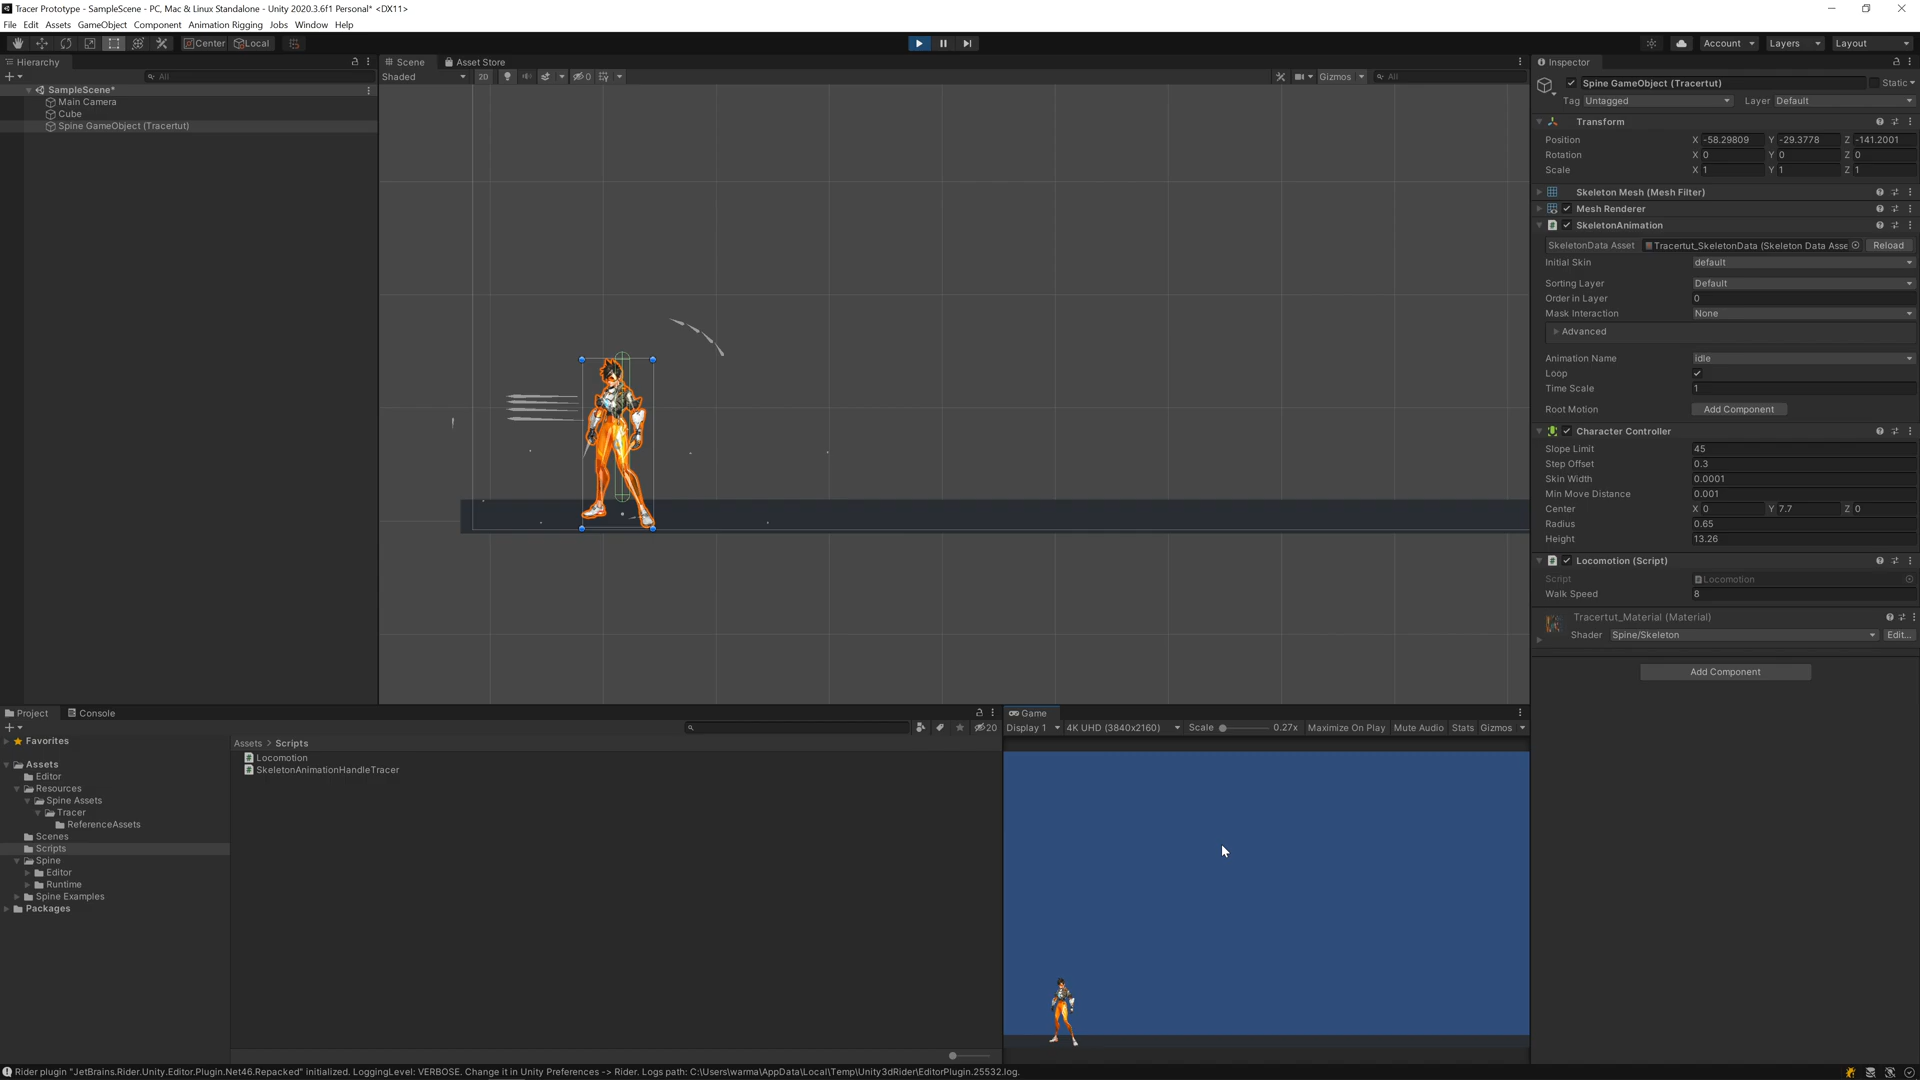 Tracer Prototype - SampleScene - PC, Mac & Linux Standalone - Unity 2020.3.6f1 Personal* <DX11>
File Edit Assets GameObject Component Animation Rigging Jobs Window Help
Center Local Account Layers Layout
Hierarchy
All
SampleScene*
Main Camera
Cube
Spine GameObject (Tracertut)
Scene Asset Store
Shaded 2D 0 Gizmos All
Inspector
Spine GameObject (Tracertut) Static
Tag Untagged Layer Default
Transform
Position X -58.29809 Y -29.3778 Z -141.2001
Rotation X 0 Y 0 Z 0
Scale X 1 Y 1 Z 1
Skeleton Mesh (Mesh Filter)
Mesh Renderer
SkeletonAnimation
SkeletonData Asset Tracertut_SkeletonData (Skeleton Data Asse Reload
Initial Skin default
Sorting Layer Default
Order in Layer 0
Mask Interaction None
Advanced
Animation Name idle
Loop
Time Scale 1
Root Motion Add Component
Character Controller
Slope Limit 45
Step Offset 0.3
Skin Width 0.0001
Min Move Distance 0.001
Center X 0 Y 7.7 Z 0
Radius 0.65
Height 13.26
Locomotion (Script)
Script Locomotion
Walk Speed 8
Tracertut_Material (Material)
Shader Spine/Skeleton Edit...
Add Component
Project Console
20
Favorites
Assets
Editor
Resources
Spine Assets
Tracer
ReferenceAssets
Scenes
Scripts
Spine
Editor
Runtime
Spine Examples
Packages
Assets > Scripts
Locomotion
SkeletonAnimationHandleTracer
Game
Display 1 4K UHD (3840x2160) Scale 0.27x Maximize On Play Mute Audio Stats Gizmos
Rider plugin "JetBrains.Rider.Unity.Editor.Plugin.Net46.Repacked" initialized. LoggingLevel: VERBOSE. Change it in Unity Preferences -> Rider. Logs path: C:\Users\warma\AppData\Local\Temp\Unity3dRider\EditorPlugin.25532.log.